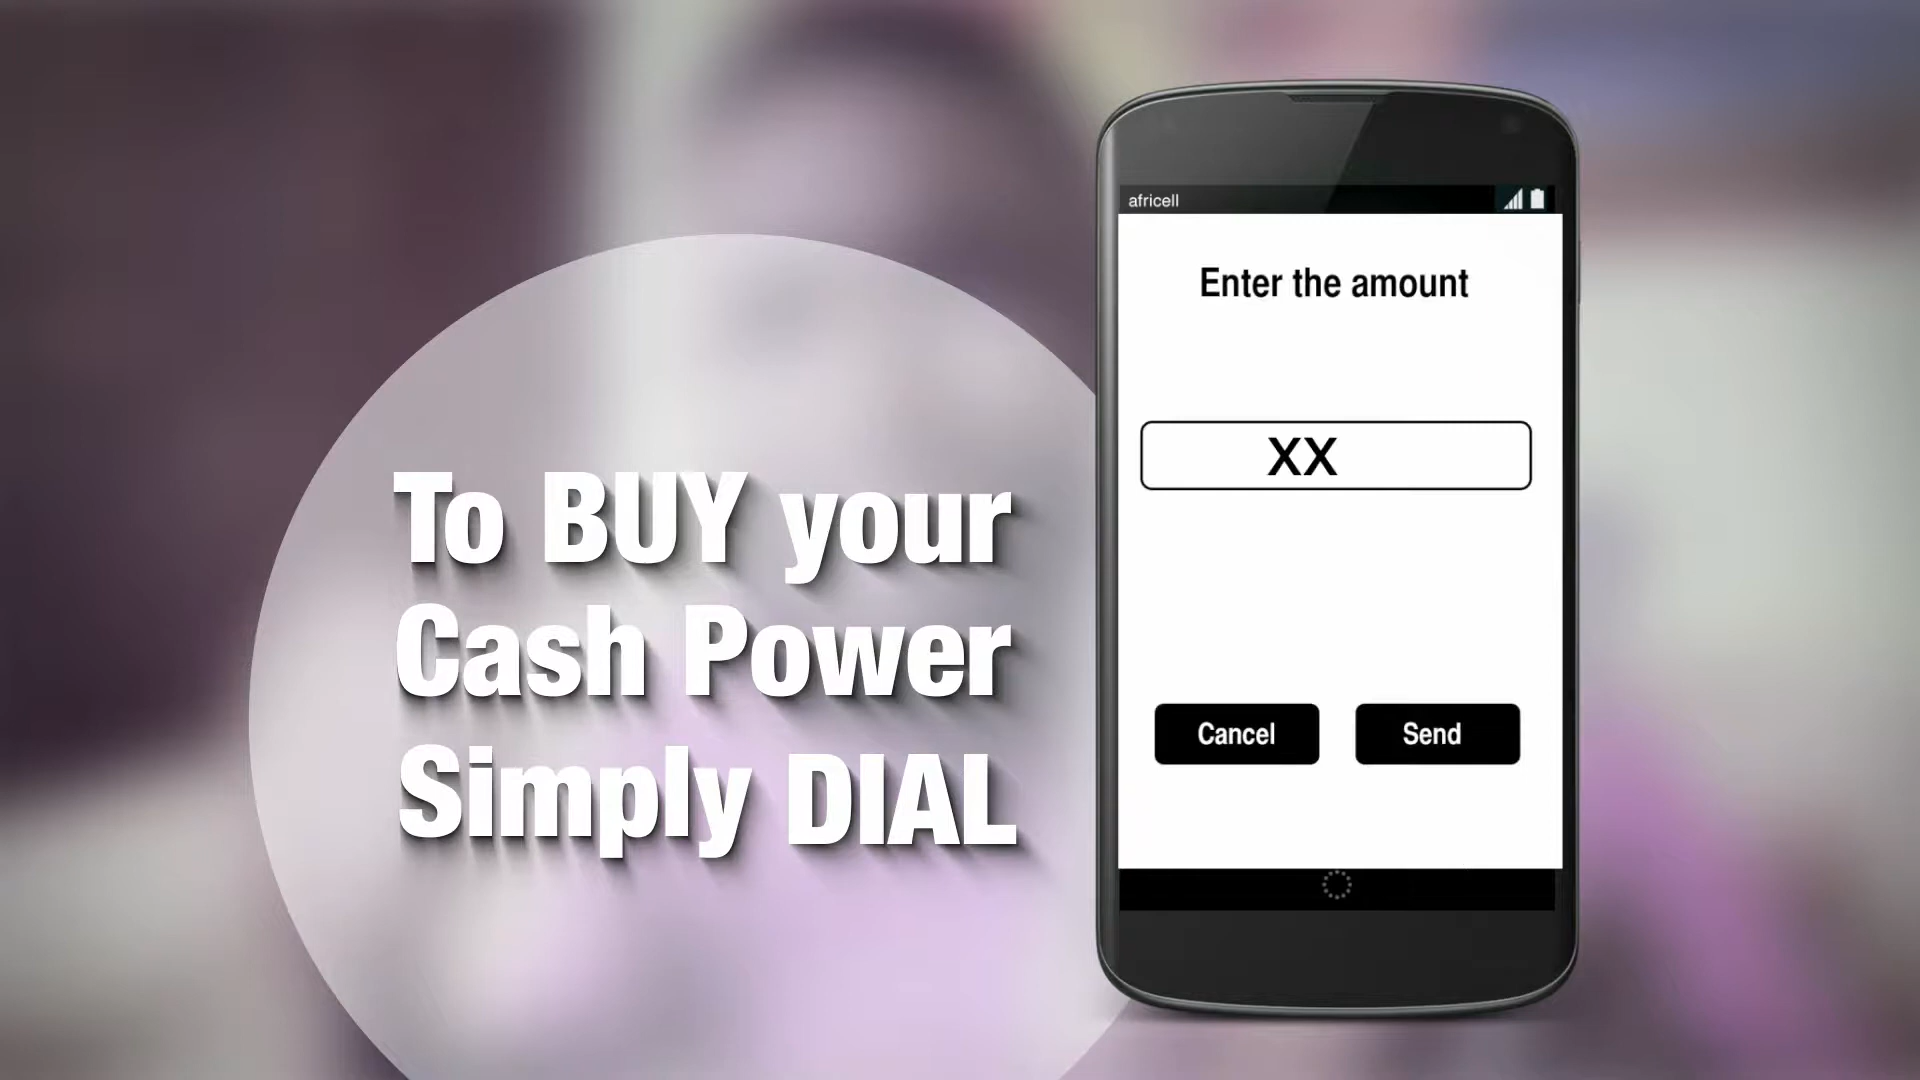 To BUY your
Cash Power
Simply DIAL
africell
Enter the amount
XX
Cancel
Send